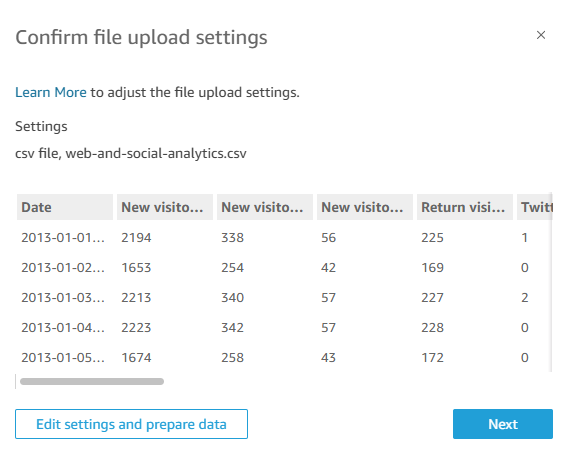 Confirm file upload settings
Learn More to adjust the file upload settings.
Settings
csv file, web-and-social-analytics.csv
Date New visito... New visito... New visito... Return visi... Twitt
2013-01-01... 2194 338 56 225 1
2013-01-02... 1653 254 42 169 0
2013-01-03... 2213 340 57 227 2
2013-01-04... 2223 342 57 228 0
2013-01-05... 1674 258 43 172 0
Edit settings and prepare data Next